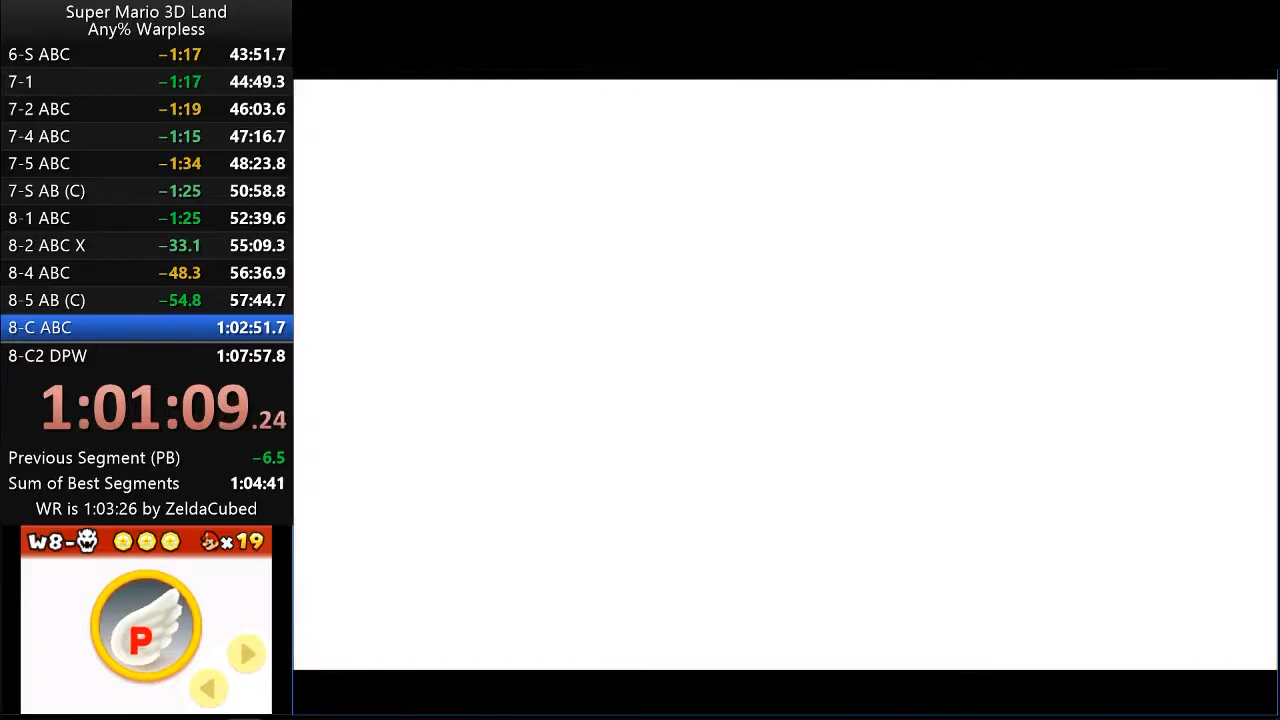 Super Mario 3D Land
Any% Warpless
6-S ABC −1:17 43:51.7
7-1 −1:17 44:49.3
7-2 ABC −1:19 46:03.6
7-4 ABC −1:15 47:16.7
7-5 ABC −1:34 48:23.8
7-S AB (C) −1:25 50:58.8
8-1 ABC −1:25 52:39.6
8-2 ABC X −33.1 55:09.3
8-4 ABC −48.3 56:36.9
8-5 AB (C) −54.8 57:44.7
8-C ABC 1:02:51.7
8-C2 DPW 1:07:57.8
1:01:09.24
Previous Segment (PB) −6.5
Sum of Best Segments 1:04:41
WR is 1:03:26 by ZeldaCubed
W8- ×19
P